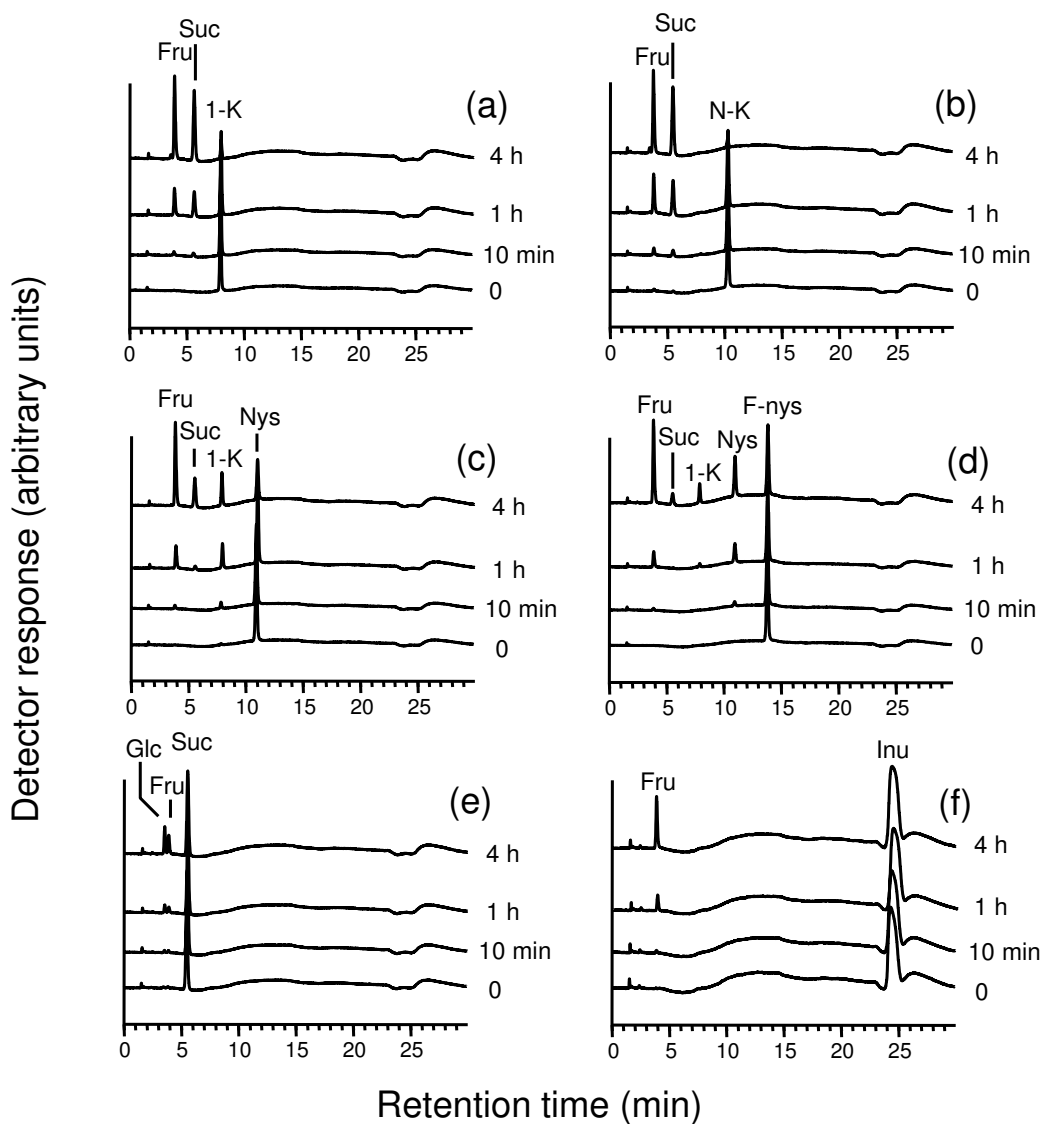 Detector response (arbitrary units)
Suc
Fru
1-K
(a)
4 h
1 h
10 min
0
0 5 10 15 20 25
Suc
Fru
N-K
(b)
4 h
1 h
10 min
0
0 5 10 15 20 25
Fru
Suc
1-K
Nys
(c)
4 h
1 h
10 min
0
0 5 10 15 20 25
Fru
Suc
1-K
Nys
F-nys
(d)
4 h
1 h
10 min
0
0 5 10 15 20 25
Glc
Fru
Suc
(e)
4 h
1 h
10 min
0
0 5 10 15 20 25
Fru
Inu
(f)
4 h
1 h
10 min
0
0 5 10 15 20 25
Retention time (min)